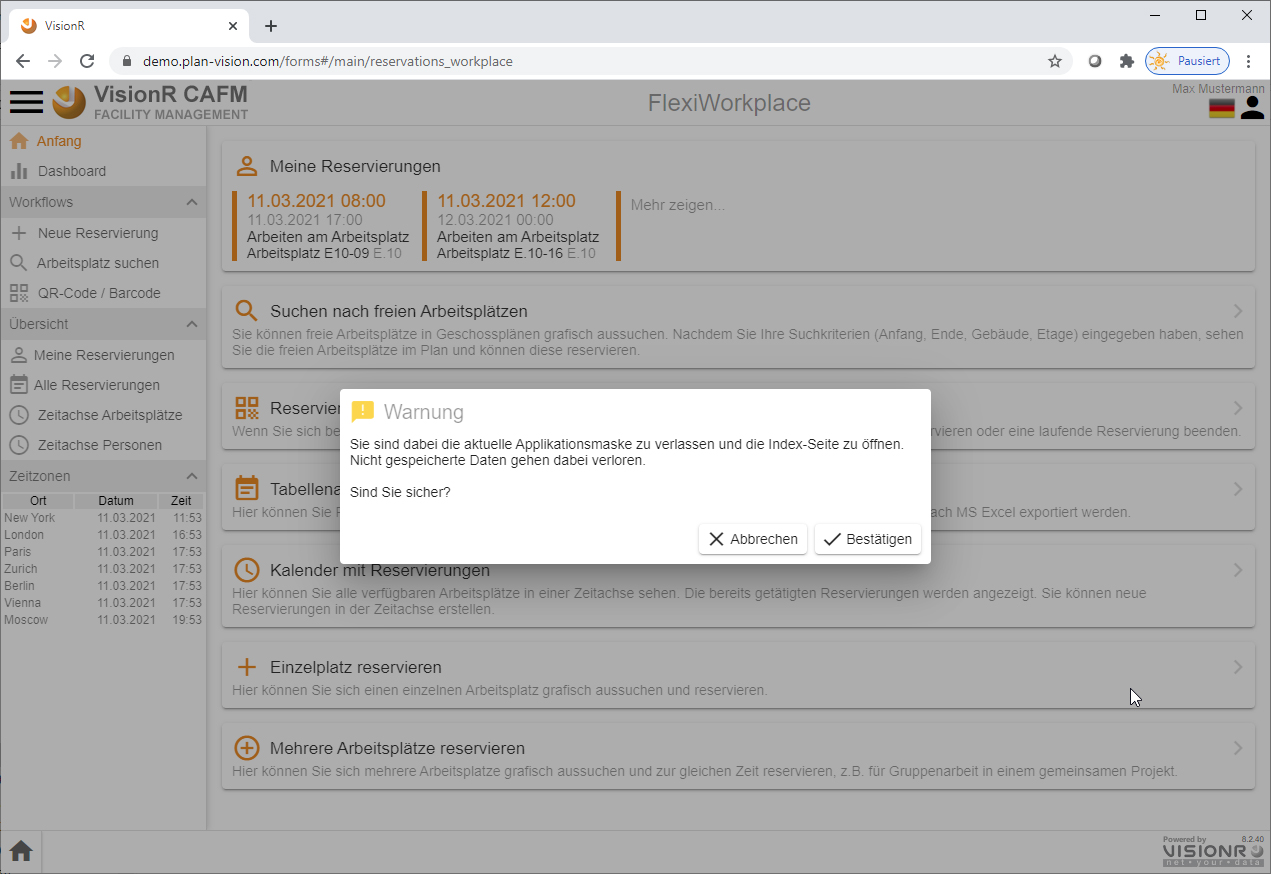 VisionR
demo.plan-vision.com/forms#/main/reservations_workplace
Pausiert
VisionR CAFM
FACILITY MANAGEMENT
FlexiWorkplace
Max Mustermann
Anfang
Dashboard
Workflows
Neue Reservierung
Arbeitsplatz suchen
QR-Code / Barcode
Übersicht
Meine Reservierungen
Alle Reservierungen
Zeitachse Arbeitsplätze
Zeitachse Personen
Zeitzonen
Ort Datum Zeit
New York 11.03.2021 11:53
London 11.03.2021 16:53
Paris 11.03.2021 17:53
Zurich 11.03.2021 17:53
Berlin 11.03.2021 17:53
Vienna 11.03.2021 17:53
Moscow 11.03.2021 19:53
Meine Reservierungen
11.03.2021 08:00
11.03.2021 17:00
Arbeiten am Arbeitsplatz
Arbeitsplatz E10-09 E.10
11.03.2021 12:00
12.03.2021 00:00
Arbeiten am Arbeitsplatz
Arbeitsplatz E.10-16 E.10
Mehr zeigen...
Suchen nach freien Arbeitsplätzen
Sie können freie Arbeitsplätze in Geschossplänen grafisch aussuchen. Nachdem Sie Ihre Suchkriterien (Anfang, Ende, Gebäude, Etage) eingegeben haben, sehen
Sie die freien Arbeitsplätze im Plan und können diese reservieren.
Reservier
Wenn Sie sich be rvieren oder eine laufende Reservierung beenden.
Tabellena
Hier können Sie R ach MS Excel exportiert werden.
Warnung
Sie sind dabei die aktuelle Applikationsmaske zu verlassen und die Index-Seite zu öffnen.
Nicht gespeicherte Daten gehen dabei verloren.
Sind Sie sicher?
Abbrechen
Bestätigen
Kalender mit Reservierungen
Hier können Sie alle verfügbaren Arbeitsplätze in einer Zeitachse sehen. Die bereits getätigten Reservierungen werden angezeigt. Sie können neue
Reservierungen in der Zeitachse erstellen.
Einzelplatz reservieren
Hier können Sie sich einen einzelnen Arbeitsplatz grafisch aussuchen und reservieren.
Mehrere Arbeitsplätze reservieren
Hier können Sie sich mehrere Arbeitsplatze grafisch aussuchen und zur gleichen Zeit reservieren, z.B. für Gruppenarbeit in einem gemeinsamen Projekt.
Powered by 8.2.40
VISIONR
net • your • data